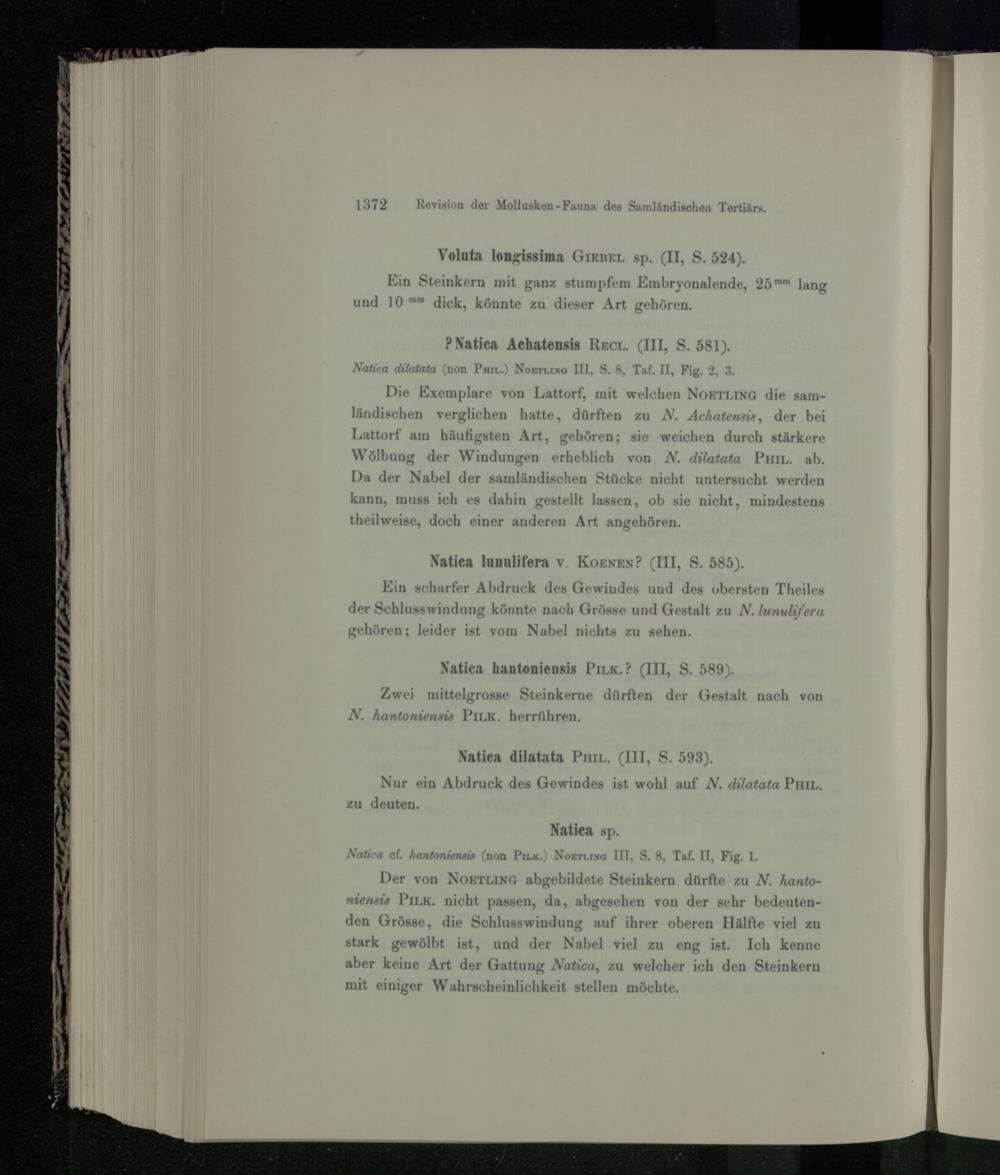 1372 Revision der Mollusken-Fauna des Samländischen Tertiärs.
Voluta longissima GIEBEL sp. (II, S. 524).
Ein Steinkern mit ganz stumpfem Embryonalende, 25 mm lang
und 10 mm dick, könnte zu dieser Art gehören.
? Natica Achatensis RECL. (III, S. 581).
Natica dilatata (non PHIL.) NOETLING III, S. 8, Taf. II, Fig. 2, 3.
Die Exemplare von Lattorf, mit welchen NOETLING die sam-
ländischen verglichen hatte, dürften zu N. Achatensis, der bei
Lattorf am häufigsten Art, gehören; sie weichen durch stärkere
Wölbung der Windungen erheblich von N. dilatata PHIL. ab.
Da der Nabel der samländischen Stücke nicht untersucht werden
kann, muss ich es dahin gestellt lassen, ob sie nicht, mindestens
theilweise, doch einer anderen Art angehören.
Natica lunulifera v. KOENEN? (III, S. 585).
Ein scharfer Abdruck des Gewindes und des obersten Theiles
der Schlusswindung könnte nach Grösse und Gestalt zu N. lunulifera
gehören; leider ist vom Nabel nichts zu sehen.
Natica hantoniensis PILK.? (III, S. 589).
Zwei mittelgrosse Steinkerne dürften der Gestalt nach von
N. hantoniensis PILK. herrühren.
Natica dilatata PHIL. (III, S. 593).
Nur ein Abdruck des Gewindes ist wohl auf N. dilatata PHIL.
zu deuten.
Natica sp.
Natica cf. hantoniensis (non PILK.) NOETLING III, S. 8, Taf. II, Fig. 1.
Der von NOETLING abgebildete Steinkern dürfte zu N. hanto-
niensis PILK. nicht passen, da, abgesehen von der sehr bedeuten-
den Grösse, die Schlusswindung auf ihrer oberen Hälfte viel zu
stark gewölbt ist, und der Nabel viel zu eng ist. Ich kenne
aber keine Art der Gattung Natica, zu welcher ich den Steinkern
mit einiger Wahrscheinlichkeit stellen möchte.